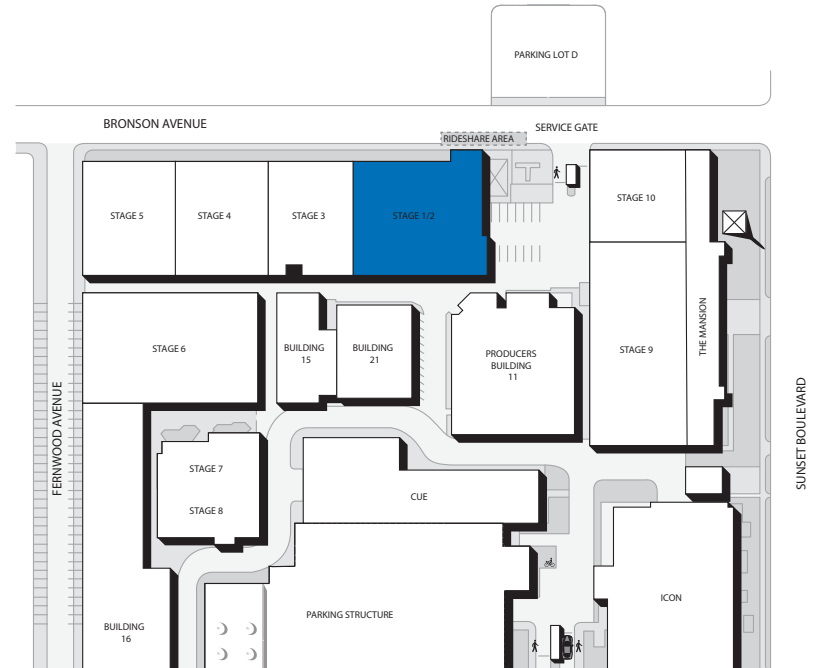 PARKING LOT D
BRONSON AVENUE
SERVICE GATE
RIDESHARE AREA
STAGE 5
STAGE 4
STAGE 3
STAGE 1/2
STAGE 10
STAGE 6
BUILDING
15
BUILDING
21
PRODUCERS
BUILDING
11
STAGE 9
THE MANSION
FERNWOOD AVENUE
SUNSET BOULEVARD
STAGE 7
STAGE 8
CUE
ICON
PARKING STRUCTURE
BUILDING
16